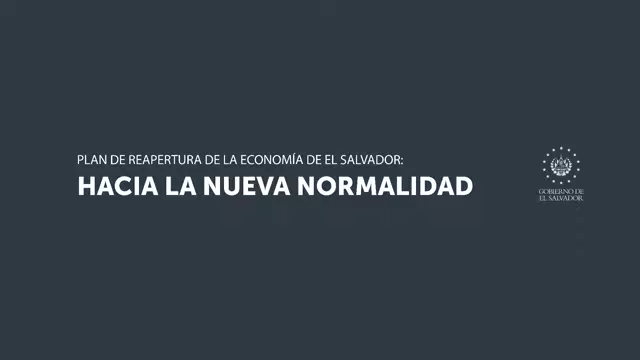 PLAN DE REAPERTURA DE LA ECONOMÍA DE EL SALVADOR:
HACIA LA NUEVA NORMALIDAD
GOBIERNO DE
EL SALVADOR